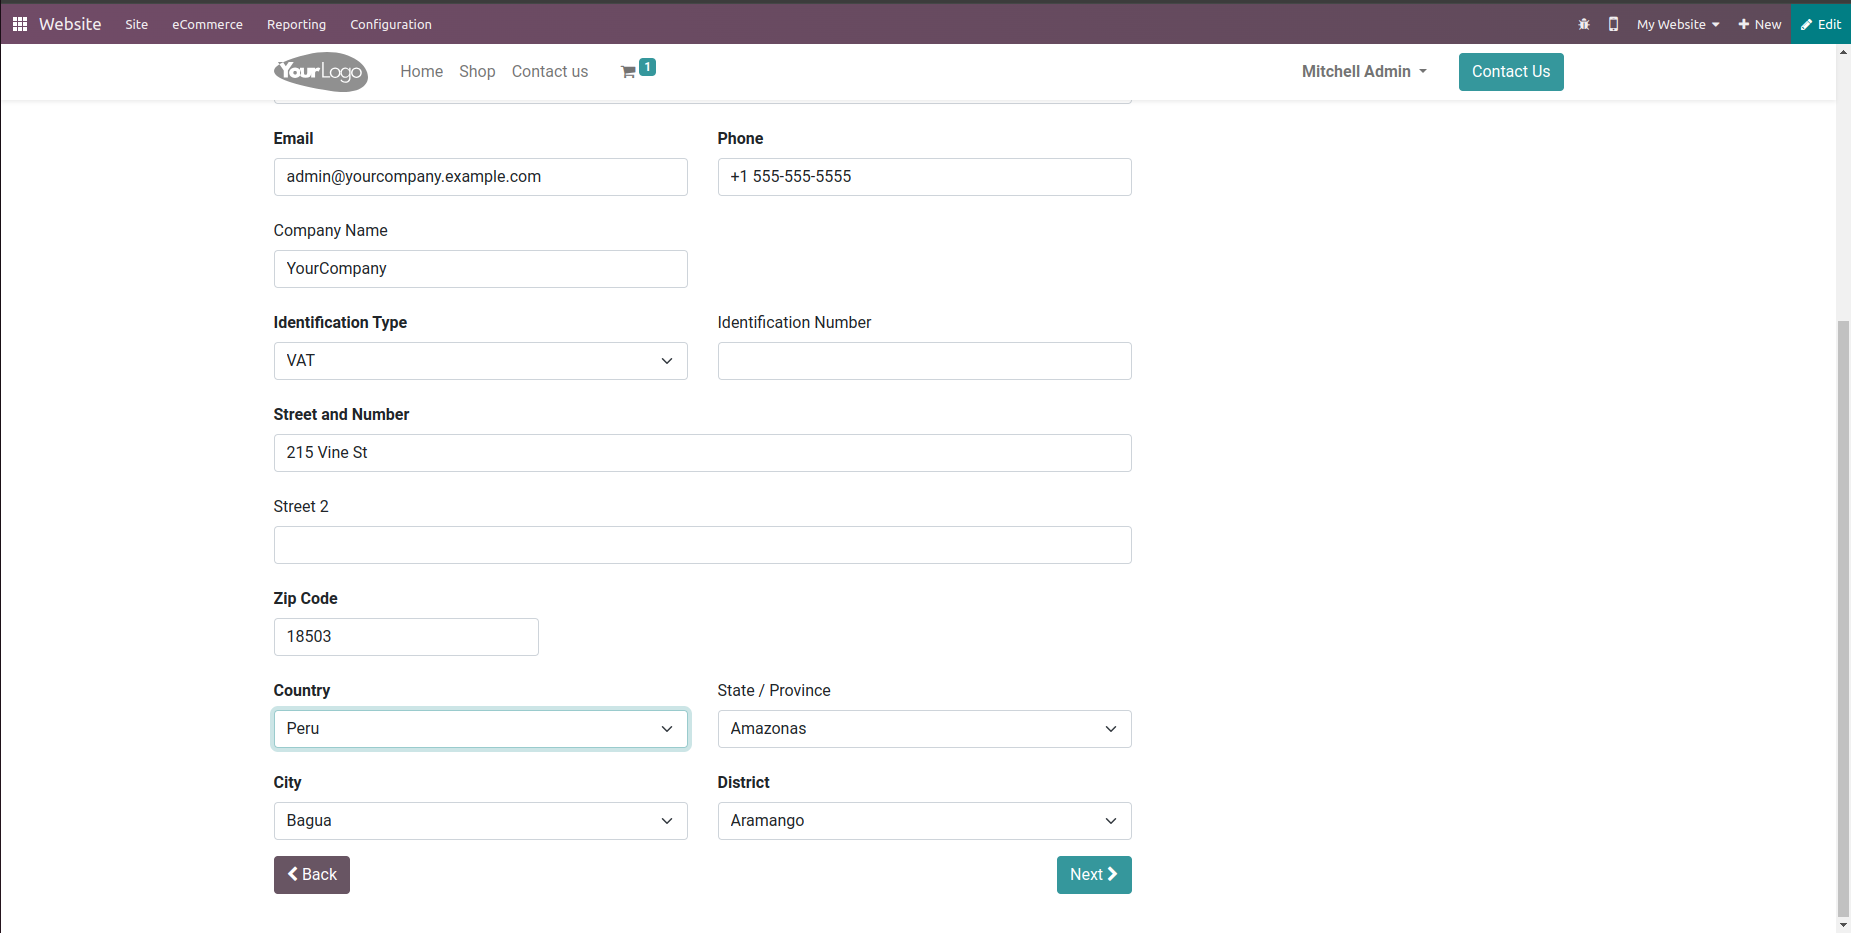 Website Site eCommerce Reporting Configuration My Website New Edit
YourLogo Home Shop Contact us 1 Mitchell Admin Contact Us
Email Phone
admin@yourcompany.example.com +1 555-555-5555
Company Name
YourCompany
Identification Type Identification Number
VAT
Street and Number
215 Vine St
Street 2
Zip Code
18503
Country State / Province
Peru Amazonas
City District
Bagua Aramango
Back Next